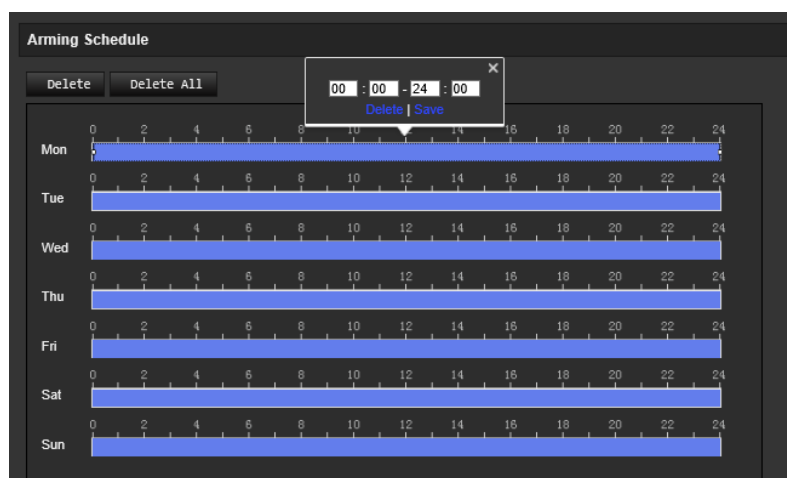 Arming Schedule
Delete Delete All
×
00 : 00 - 24 : 00
Delete | Save
0 2 4 6 8 10 12 14 16 18 20 22 24
Mon
0 2 4 6 8 10 12 14 16 18 20 22 24
Tue
0 2 4 6 8 10 12 14 16 18 20 22 24
Wed
0 2 4 6 8 10 12 14 16 18 20 22 24
Thu
0 2 4 6 8 10 12 14 16 18 20 22 24
Fri
0 2 4 6 8 10 12 14 16 18 20 22 24
Sat
0 2 4 6 8 10 12 14 16 18 20 22 24
Sun